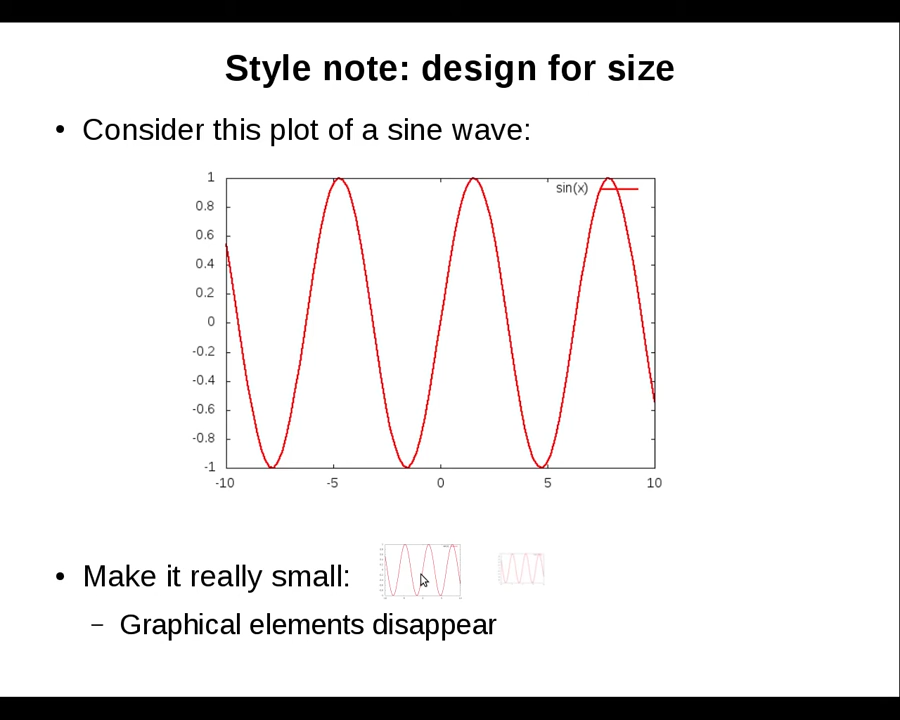 Style note: design for size
• Consider this plot of a sine wave:
sin(x)
1
0.8
0.6
0.4
0.2
0
-0.2
-0.4
-0.6
-0.8
-1
-10 -5 0 5 10
• Make it really small:
– Graphical elements disappear